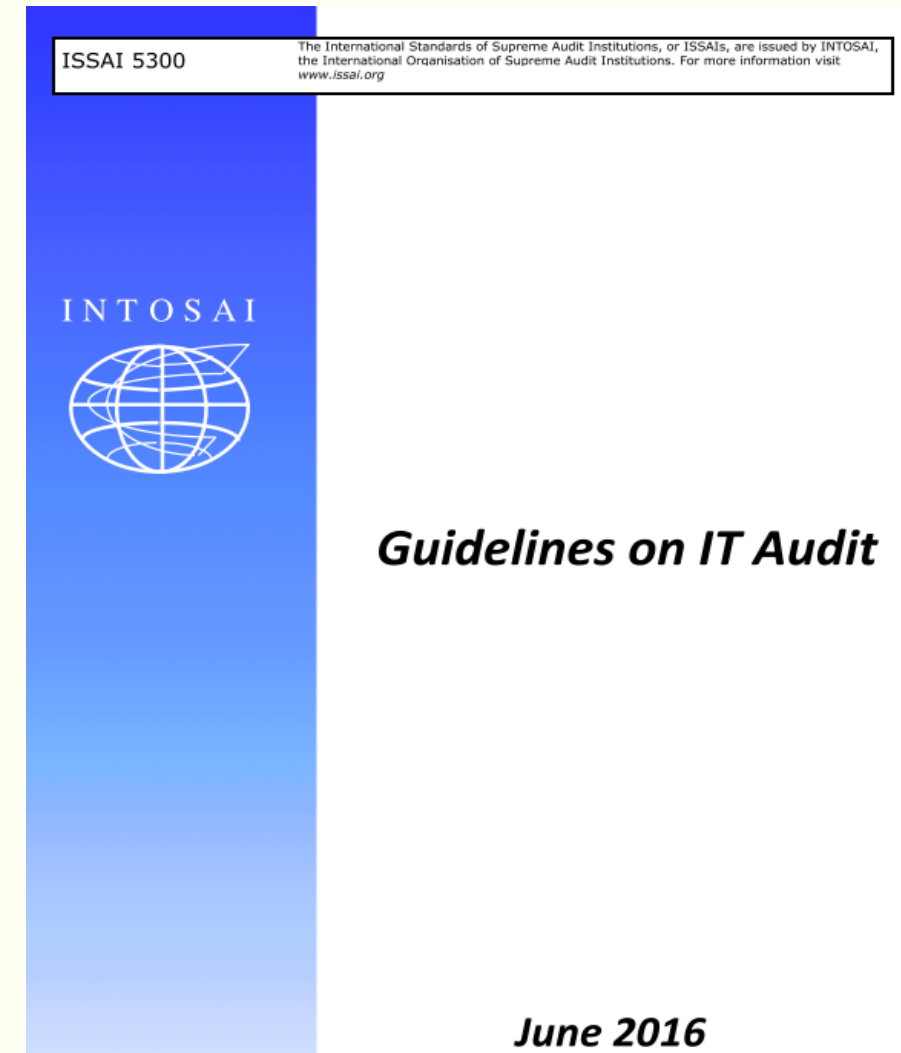 ISSAI 5300
The International Standards of Supreme Audit Institutions, or ISSAIs, are issued by INTOSAI,
the International Organisation of Supreme Audit Institutions. For more information visit
www.issai.org
INTOSAI
Guidelines on IT Audit
June 2016